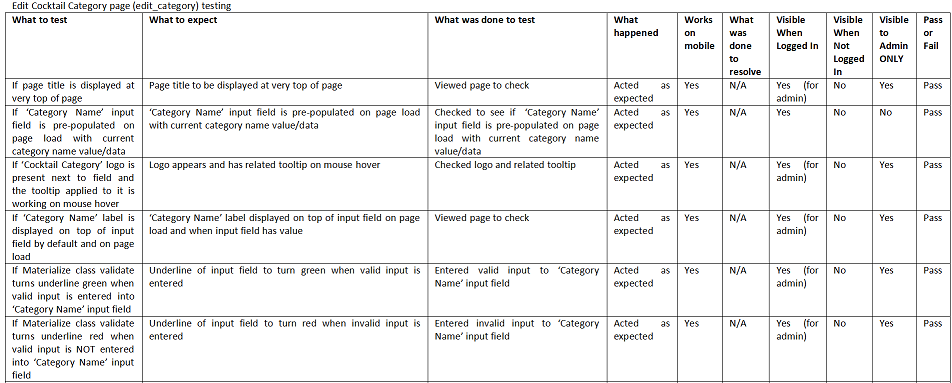 Edit Cocktail Category page (edit_category) testing
What to test
What to expect
What was done to test
What
happened
Works
on
mobile
What
was
done
to
resolve
Visible
When
Logged In
Visible
When
Not
Logged
In
Visible
to
Admin
ONLY
Pass
or
Fail
If page title is displayed at
very top of page
Page title to be displayed at very top of page
Viewed page to check
Acted as
expected
Yes
N/A
Yes (for
admin)
No
Yes
Pass
If ‘Category Name’ input
field is pre-populated on
page load with current
category name value/data
‘Category Name’ input field is pre-populated on page load
with current category name value/data
Checked to see if ‘Category Name’
input field is pre-populated on page
load with current category name
value/data
Acted as
expected
Yes
N/A
Yes
No
No
Pass
If ‘Cocktail Category’ logo is
present next to field and
the tooltip applied to it is
working on mouse hover
Logo appears and has related tooltip on mouse hover
Checked logo and related tooltip
Acted as
expected
Yes
N/A
Yes (for
admin)
No
Yes
Pass
If ‘Category Name’ label is
displayed on top of input
field by default and on page
load
‘Category Name’ label displayed on top of input field on page
load and when input field has value
Viewed page to check
Acted as
expected
Yes
N/A
Yes (for
admin)
No
Yes
Pass
If Materialize class validate
turns underline green when
valid input is entered into
‘Category Name’ input field
Underline of input field to turn green when valid input is
entered
Entered valid input to ‘Category
Name’ input field
Acted as
expected
Yes
N/A
Yes (for
admin)
No
Yes
Pass
If Materialize class validate
turns underline red when
valid input is NOT entered
into ‘Category Name’ input
field
Underline of input field to turn red when invalid input is
entered
Entered invalid input to ‘Category
Name’ input field
Acted as
expected
Yes
N/A
Yes (for
admin)
No
Yes
Pass